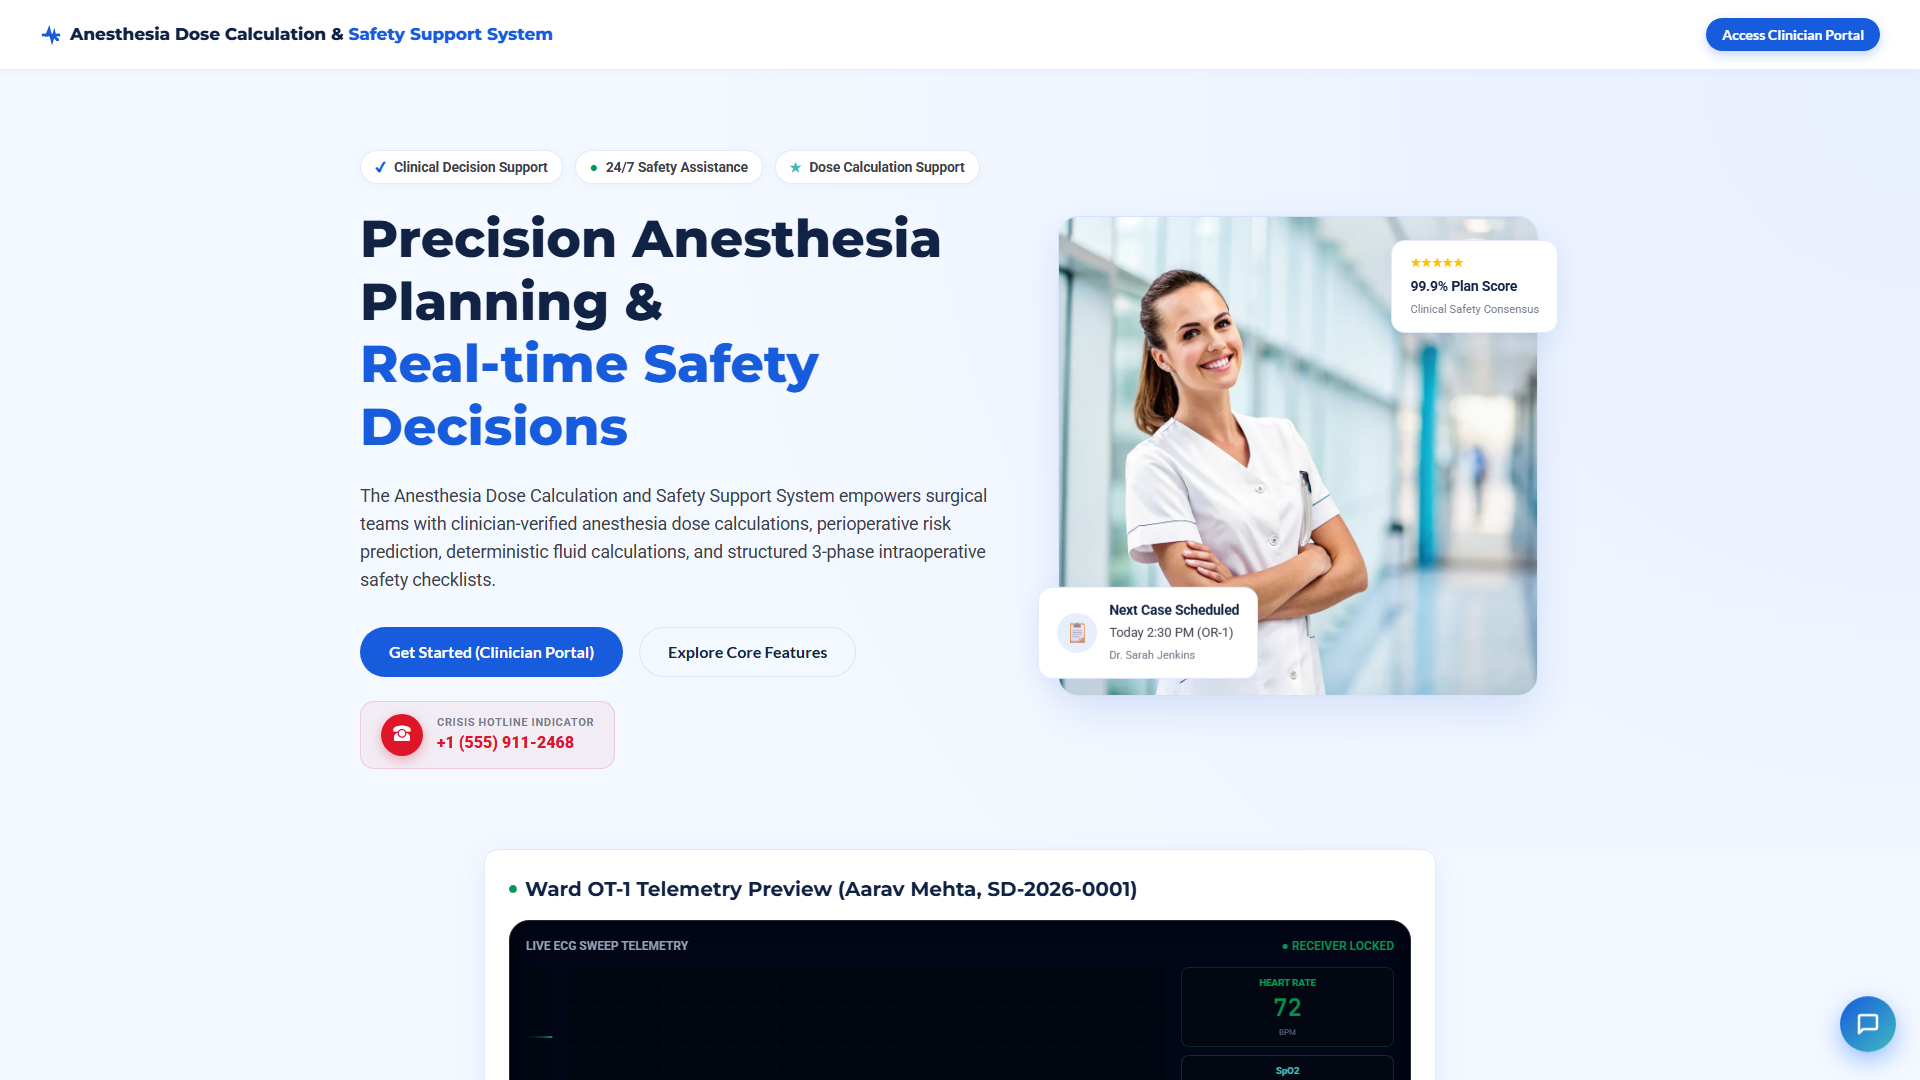 Anesthesia Dose Calculation & Safety Support System
Access Clinician Portal
Clinical Decision Support
24/7 Safety Assistance
Dose Calculation Support
Precision Anesthesia
Planning &
Real-time Safety
Decisions
The Anesthesia Dose Calculation and Safety Support System empowers surgical
teams with clinician-verified anesthesia dose calculations, perioperative risk
prediction, deterministic fluid calculations, and structured 3-phase intraoperative
safety checklists.
Get Started (Clinician Portal)
Explore Core Features
CRISIS HOTLINE INDICATOR
+1 (555) 911-2468
99.9% Plan Score
Clinical Safety Consensus
Next Case Scheduled
Today 2:30 PM (OR-1)
Dr. Sarah Jenkins
Ward OT-1 Telemetry Preview (Aarav Mehta, SD-2026-0001)
LIVE ECG SWEEP TELEMETRY
RECEIVER LOCKED
HEART RATE
72
BPM
SpO2